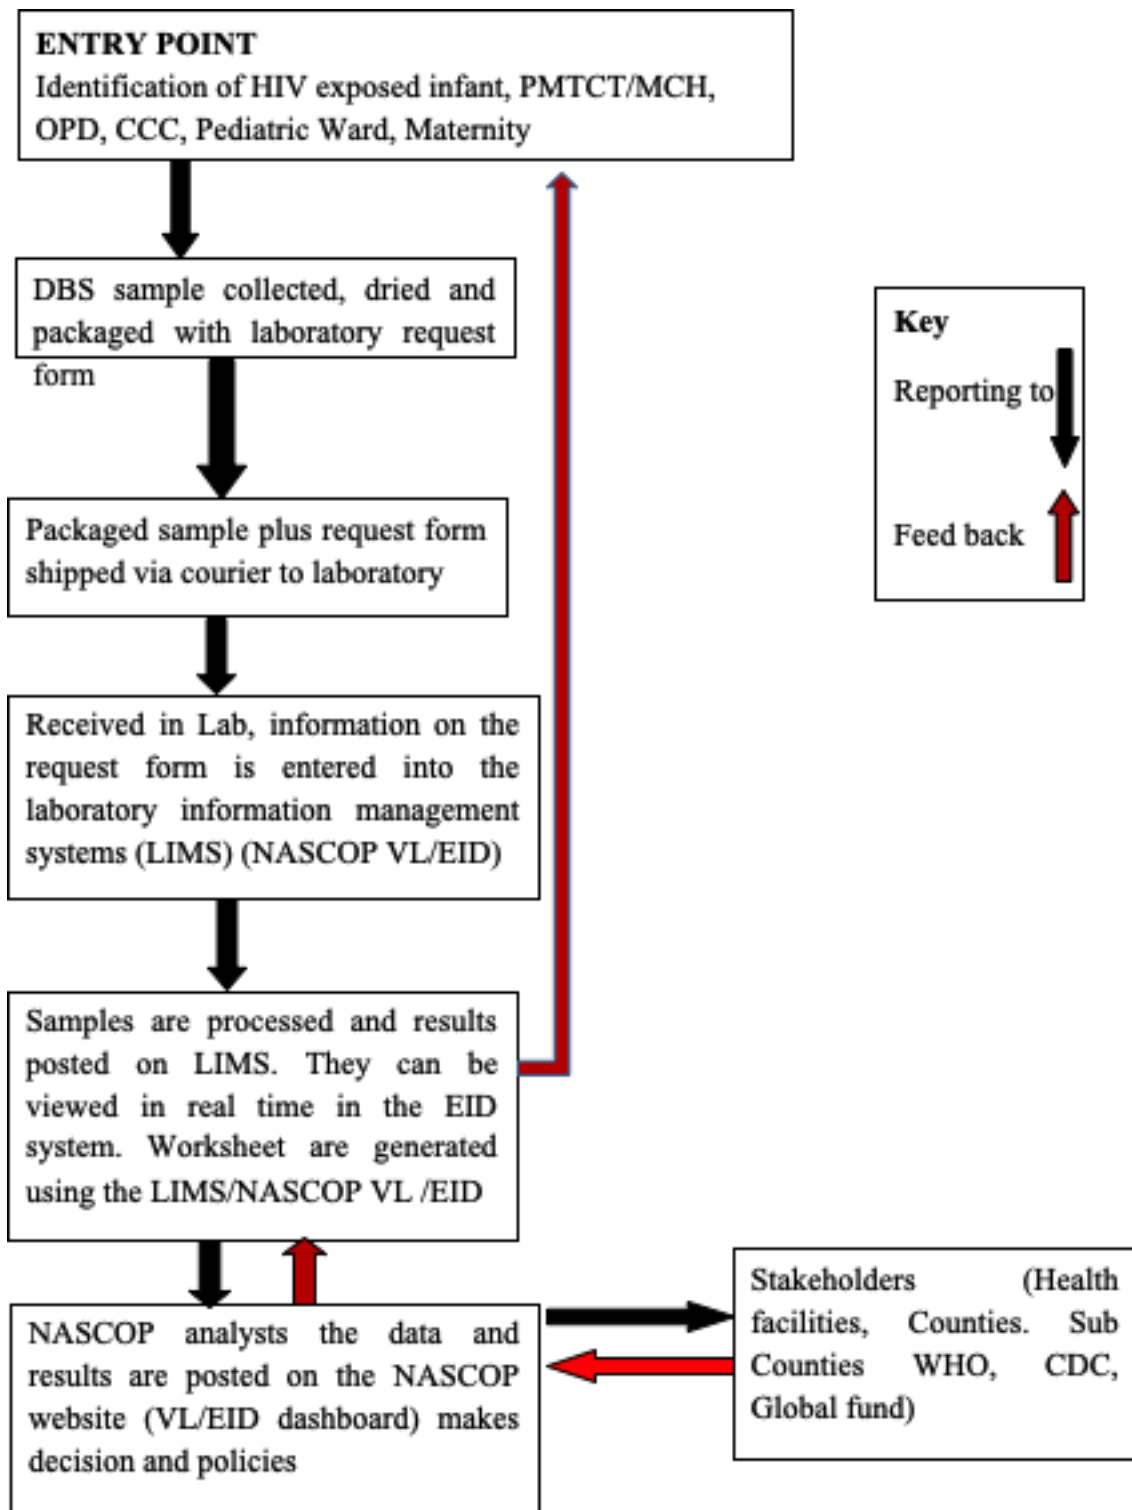 ENTRY POINT
Identification of HIV exposed infant, PMTCT/MCH,
OPD, CCC, Pediatric Ward, Maternity
DBS sample collected, dried and
packaged with laboratory request
form
Key
Reporting to
Feed back
Packaged sample plus request form
shipped via courier to laboratory
Received in Lab, information on the
request form is entered into the
laboratory information management
systems (LIMS) (NASCOP VL/EID)
Samples are processed and results
posted on LIMS. They can be
viewed in real time in the EID
system. Worksheet are generated
using the LIMS/NASCOP VL /EID
NASCOP analysts the data and
results are posted on the NASCOP
website (VL/EID dashboard) makes
decision and policies
Stakeholders (Health
facilities, Counties. Sub
Counties WHO, CDC,
Global fund)